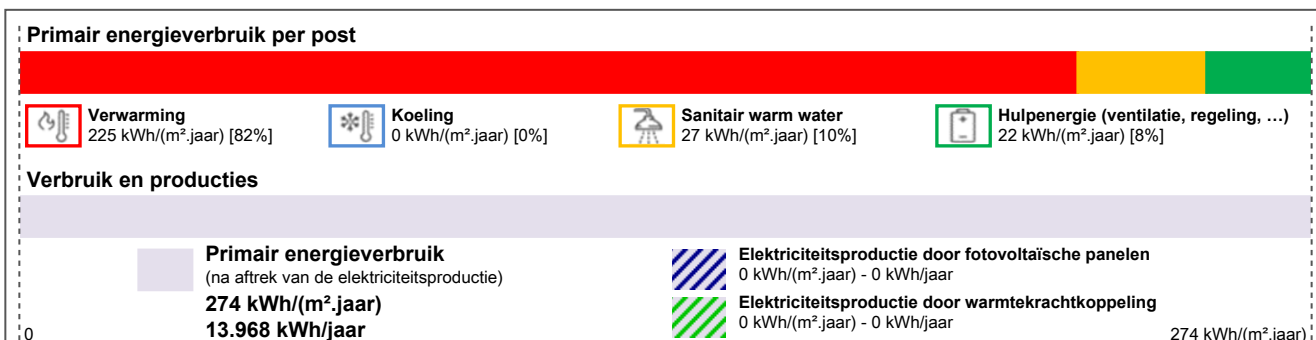 Primair energieverbruik per post
Verwarming
225 kWh/(m².jaar) [82%]
Koeling
0 kWh/(m².jaar) [0%]
Sanitair warm water
27 kWh/(m².jaar) [10%]
Hulpenergie (ventilatie, regeling, …)
22 kWh/(m².jaar) [8%]
Verbruik en producties
Primair energieverbruik
(na aftrek van de elektriciteitsproductie)
274 kWh/(m².jaar)
13.968 kWh/jaar
Elektriciteitsproductie door fotovoltaïsche panelen
0 kWh/(m².jaar) - 0 kWh/jaar
Elektriciteitsproductie door warmtekrachtkoppeling
0 kWh/(m².jaar) - 0 kWh/jaar
0
274 kWh/(m².jaar)